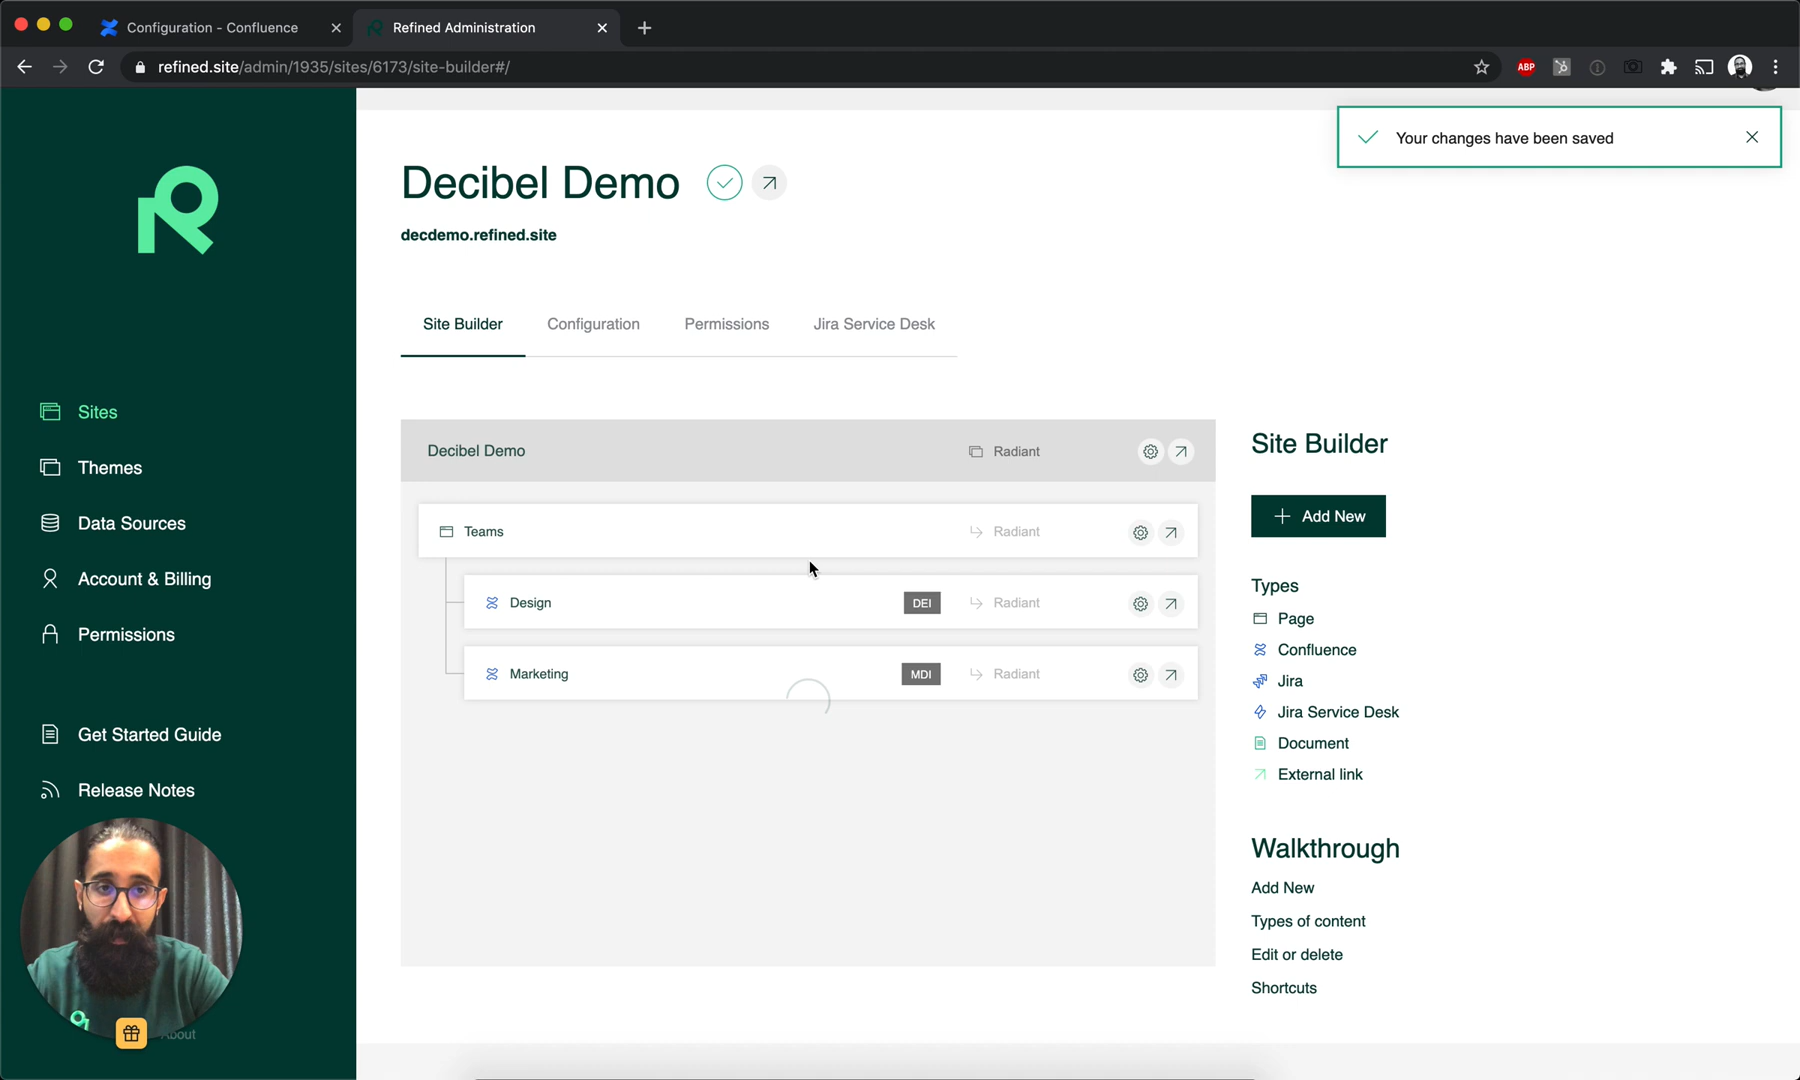 Configuration - Confluence
Refined Administration
refined.site/admin/1935/sites/6173/site-builder#/
ABP
Your changes have been saved
Decibel Demo
decdemo.refined.site
Site Builder
Configuration
Permissions
Jira Service Desk
Sites
Themes
Data Sources
Account & Billing
Permissions
Get Started Guide
Release Notes
About
Decibel Demo
Radiant
Teams
Radiant
Design
DEI
Radiant
Marketing
MDI
Radiant
Site Builder
Add New
Types
Page
Confluence
Jira
Jira Service Desk
Document
External link
Walkthrough
Add New
Types of content
Edit or delete
Shortcuts